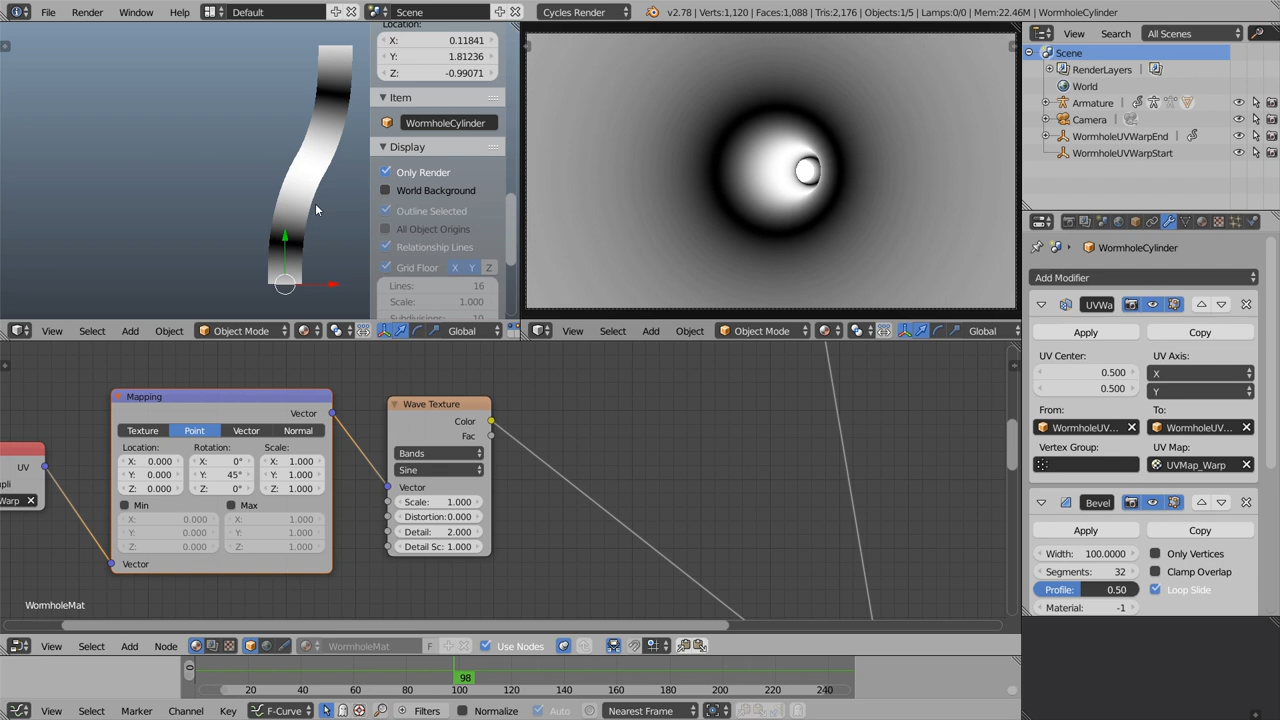 File Render Window Help Default Scene Cycles Render v2.78 | Verts:1,120 | Faces:1,088 | Tris:2,176 | Objects:1/5 | Lamps:0/0 | Mem:22.46M | WormholeCylinder
Location:
X: 0.11841
Y: 1.81236
Z: -0.99071
Item
WormholeCylinder
Display
Only Render
World Background
Outline Selected
All Object Origins
Relationship Lines
Grid Floor X Y Z
Lines: 16
Scale: 1.000
View Select Add Object Object Mode Global
View Select Add Object Object Mode Global
View Search All Scenes
Scene
RenderLayers
World
Armature
Camera
WormholeUVWarpEnd
WormholeUVWarpStart
WormholeCylinder
Add Modifier
UVWa
Apply Copy
UV Center: UV Axis:
0.500 X
0.500 Y
From: To:
WormholeUV... WormholeUV...
Vertex Group: UV Map:
UVMap_Warp
Bevel
Apply Copy
Width: 100.0000 Only Vertices
Segments: 32 Clamp Overlap
Profile: 0.50 Loop Slide
Material: -1
UV
upli
Warp
Mapping
Vector
Texture Point Vector Normal
Location: Rotation: Scale:
X: 0.000 X: 0° X: 1.000
Y: 0.000 Y: 45° Y: 1.000
Z: 0.000 Z: 0° Z: 1.000
Min Max
X: 0.000 X: 1.000
Y: 0.000 Y: 1.000
Z: 0.000 Z: 1.000
Vector
Wave Texture
Color
Fac
Bands
Sine
Vector
Scale: 1.000
Distortion: 0.000
Detail: 2.000
Detail Sc: 1.000
WormholeMat
View Select Add Node WormholeMat F Use Nodes
98
20 40 60 80 100 120 140 160 180 200 220 240
View Select Marker Channel Key F-Curve Filters Normalize Auto Nearest Frame